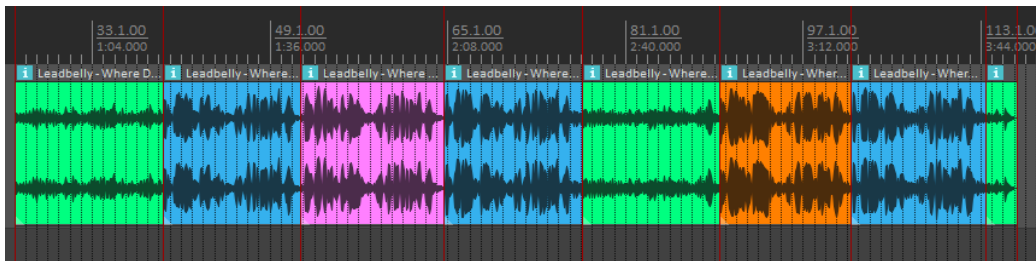 33.1.00 49.1.00 65.1.00 81.1.00 97.1.00 113.1.00
1:04.000 1:36.000 2:08.000 2:40.000 3:12.000 3:44.000
i Leadbelly - Where D... i Leadbelly - Where... i Leadbelly - Where ... i Leadbelly - Where... i Leadbelly - Where... i Leadbelly - Wher... i Leadbelly - Wher... i